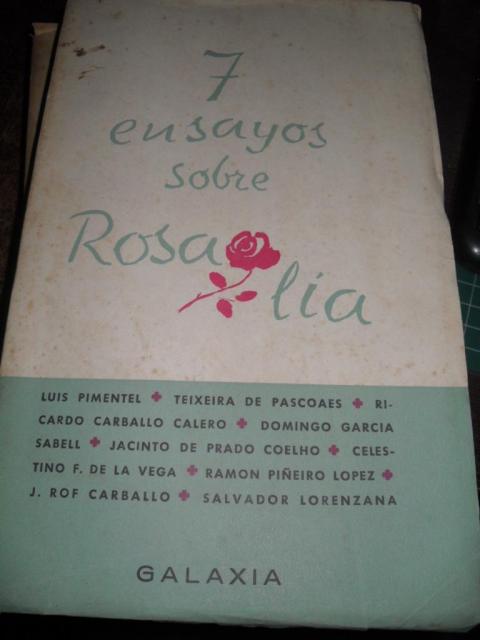 7
ensayos
sobre
Rosalía
LUIS PIMENTEL ✤ TEIXEIRA DE PASCOAES ✤ RI-
CARDO CARBALLO CALERO ✤ DOMINGO GARCIA
SABELL ✤ JACINTO DE PRADO COELHO ✤ CELES-
TINO F. DE LA VEGA ✤ RAMON PIÑEIRO LOPEZ ✤
J. ROF CARBALLO ✤ SALVADOR LORENZANA
GALAXIA